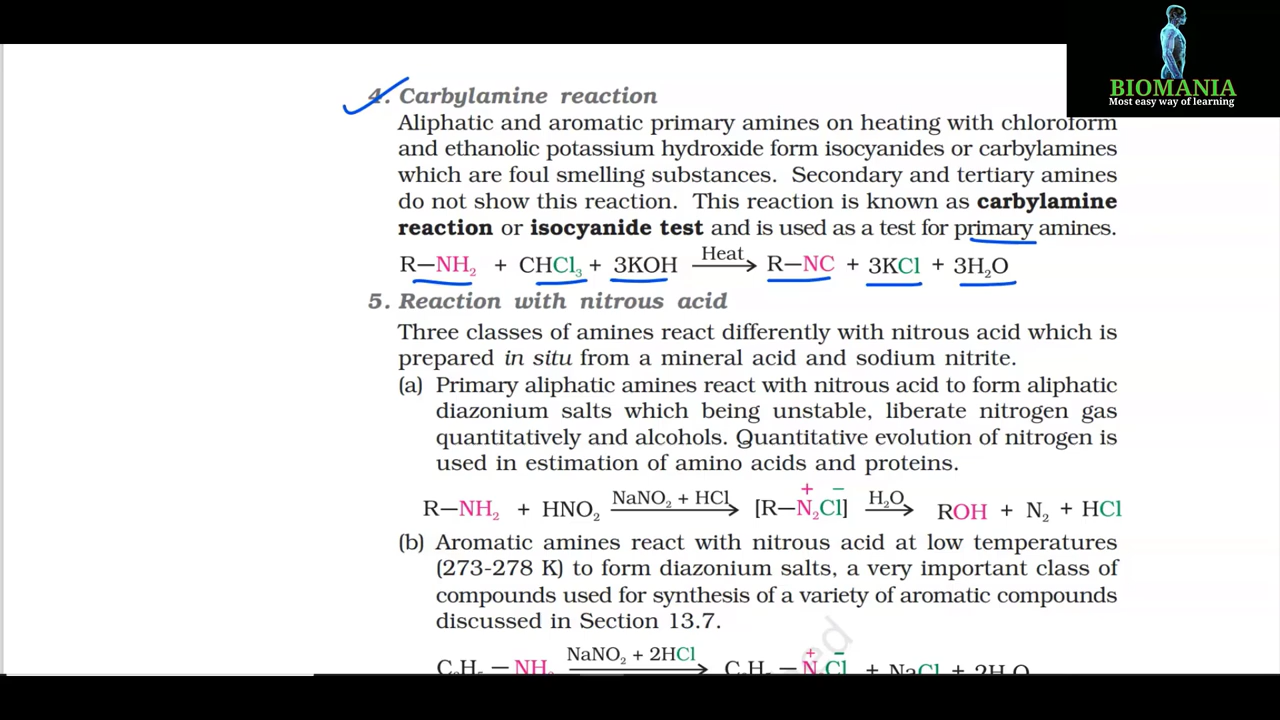 BIOMANIA
Most easy way of learning
4. Carbylamine reaction
Aliphatic and aromatic primary amines on heating with chloroform
and ethanolic potassium hydroxide form isocyanides or carbylamines
which are foul smelling substances. Secondary and tertiary amines
do not show this reaction. This reaction is known as carbylamine
reaction or isocyanide test and is used as a test for primary amines.
R—NH₂ + CHCl₃ + 3KOH Heat→ R—NC + 3KCl + 3H₂O
5. Reaction with nitrous acid
Three classes of amines react differently with nitrous acid which is
prepared in situ from a mineral acid and sodium nitrite.
(a) Primary aliphatic amines react with nitrous acid to form aliphatic
diazonium salts which being unstable, liberate nitrogen gas
quantitatively and alcohols. Quantitative evolution of nitrogen is
used in estimation of amino acids and proteins.
R—NH₂ + HNO₂ NaNO₂ + HCl→ [R—N₂⁺Cl⁻] H₂O→ ROH + N₂ + HCl
(b) Aromatic amines react with nitrous acid at low temperatures
(273-278 K) to form diazonium salts, a very important class of
compounds used for synthesis of a variety of aromatic compounds
discussed in Section 13.7.
NaNO₂ + 2HCl→ + NaCl + 2H₂O